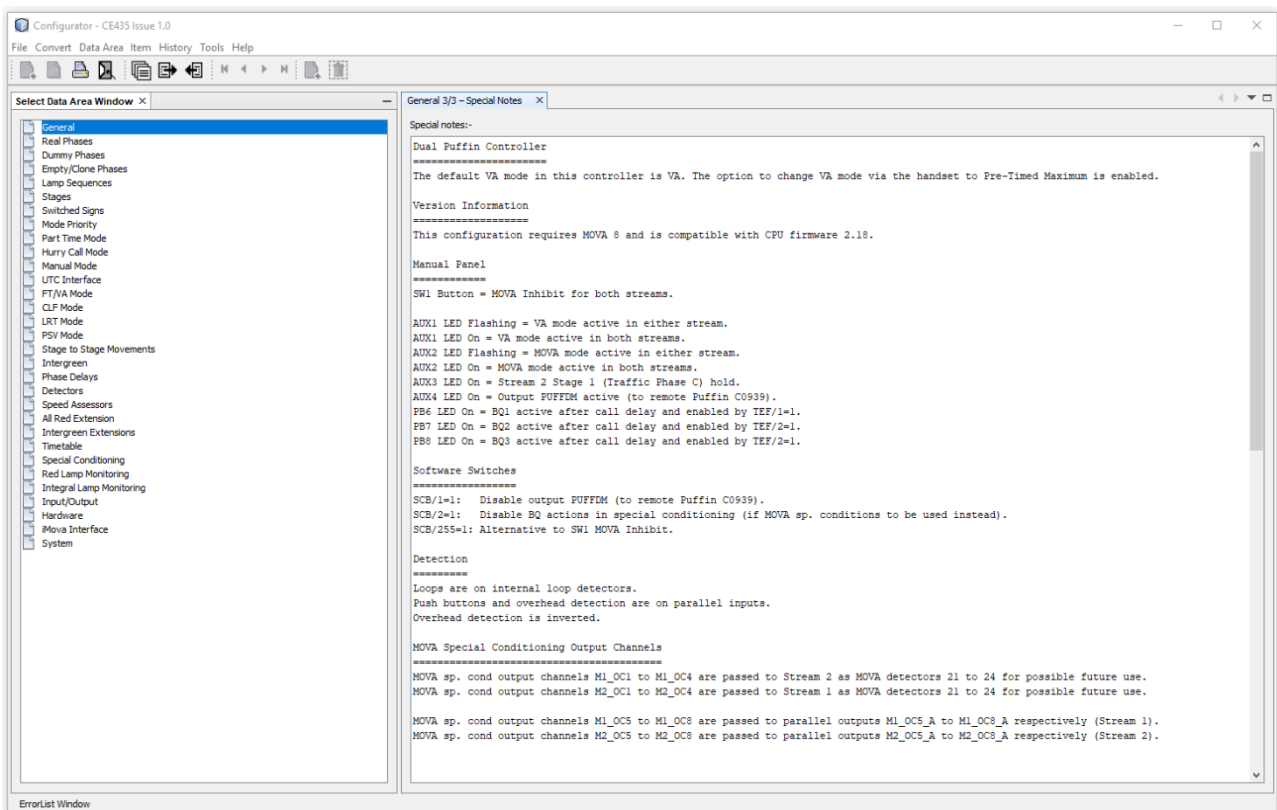 Configurator - CE435 Issue 1.0
File Convert Data Area Item History Tools Help
Select Data Area Window
General
Real Phases
Dummy Phases
Empty/Clone Phases
Lamp Sequences
Stages
Switched Signs
Mode Priority
Part Time Mode
Hurry Call Mode
Manual Mode
UTC Interface
FT/VA Mode
CLF Mode
LRT Mode
PSV Mode
Stage to Stage Movements
Intergreen
Phase Delays
Detectors
Speed Assessors
All Red Extension
Intergreen Extensions
Timetable
Special Conditioning
Red Lamp Monitoring
Integral Lamp Monitoring
Input/Output
Hardware
iMova Interface
System
General 3/3 – Special Notes
Special notes:-
Dual Puffin Controller
======================
The default VA mode in this controller is VA. The option to change VA mode via the handset to Pre-Timed Maximum is enabled.
Version Information
===================
This configuration requires MOVA 8 and is compatible with CPU firmware 2.18.
Manual Panel
============
SW1 Button = MOVA Inhibit for both streams.
AUX1 LED Flashing = VA mode active in either stream.
AUX1 LED On = VA mode active in both streams.
AUX2 LED Flashing = MOVA mode active in either stream.
AUX2 LED On = MOVA mode active in both streams.
AUX3 LED On = Stream 2 Stage 1 (Traffic Phase C) hold.
AUX4 LED On = Output PUFFDM active (to remote Puffin C0939).
PB6 LED On = BQ1 active after call delay and enabled by TEF/1=1.
PB7 LED On = BQ2 active after call delay and enabled by TEF/2=1.
PB8 LED On = BQ3 active after call delay and enabled by TEF/2=1.
Software Switches
=================
SCB/1=1: Disable output PUFFDM (to remote Puffin C0939).
SCB/2=1: Disable BQ actions in special conditioning (if MOVA sp. conditions to be used instead).
SCB/255=1: Alternative to SW1 MOVA Inhibit.
Detection
=========
Loops are on internal loop detectors.
Push buttons and overhead detection are on parallel inputs.
Overhead detection is inverted.
MOVA Special Conditioning Output Channels
=========================================
MOVA sp. cond output channels M1_OC1 to M1_OC4 are passed to Stream 2 as MOVA detectors 21 to 24 for possible future use.
MOVA sp. cond output channels M2_OC1 to M2_OC4 are passed to Stream 1 as MOVA detectors 21 to 24 for possible future use.
MOVA sp. cond output channels M1_OC5 to M1_OC8 are passed to parallel outputs M1_OC5_A to M1_OC8_A respectively (Stream 1).
MOVA sp. cond output channels M2_OC5 to M2_OC8 are passed to parallel outputs M2_OC5_A to M2_OC8_A respectively (Stream 2).
ErrorList Window